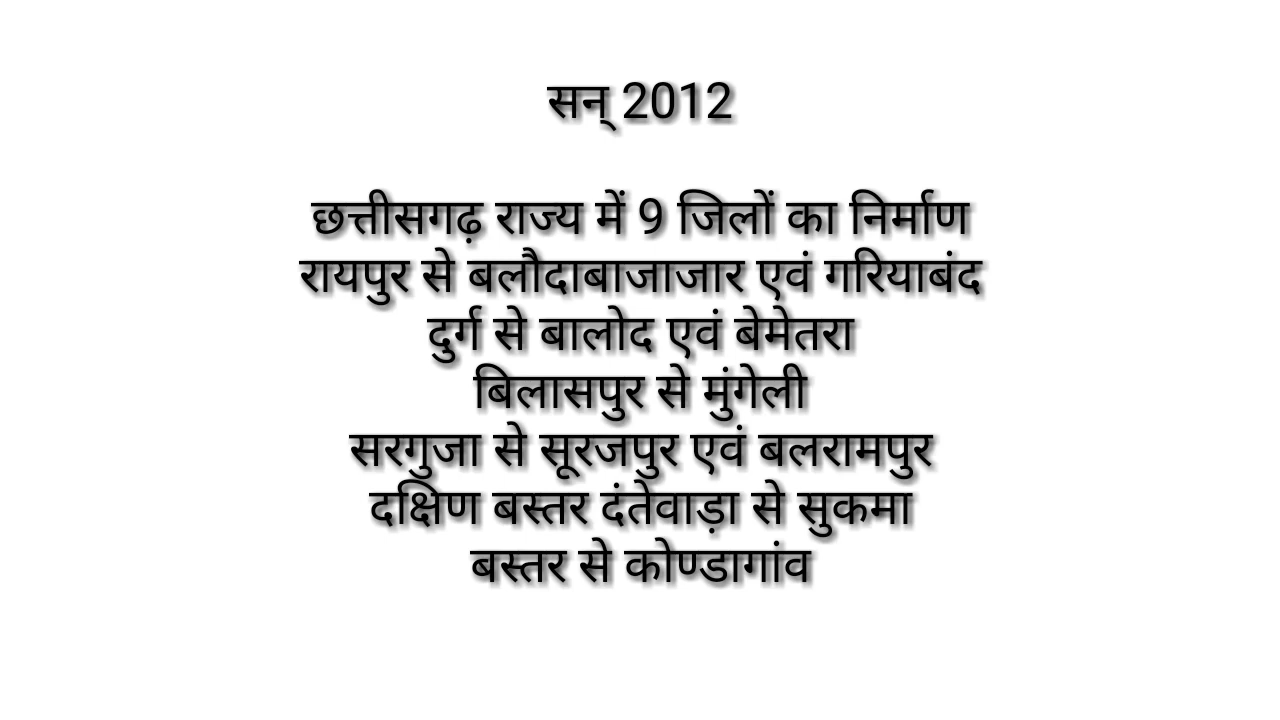 सन् 2012
छत्तीसगढ़ राज्य में 9 जिलों का निर्माण
रायपुर से बलौदाबाजाजार एवं गरियाबंद
दुर्ग से बालोद एवं बेमेतरा
बिलासपुर से मुंगेली
सरगुजा से सूरजपुर एवं बलरामपुर
दक्षिण बस्तर दंतेवाड़ा से सुकमा
बस्तर से कोण्डागांव